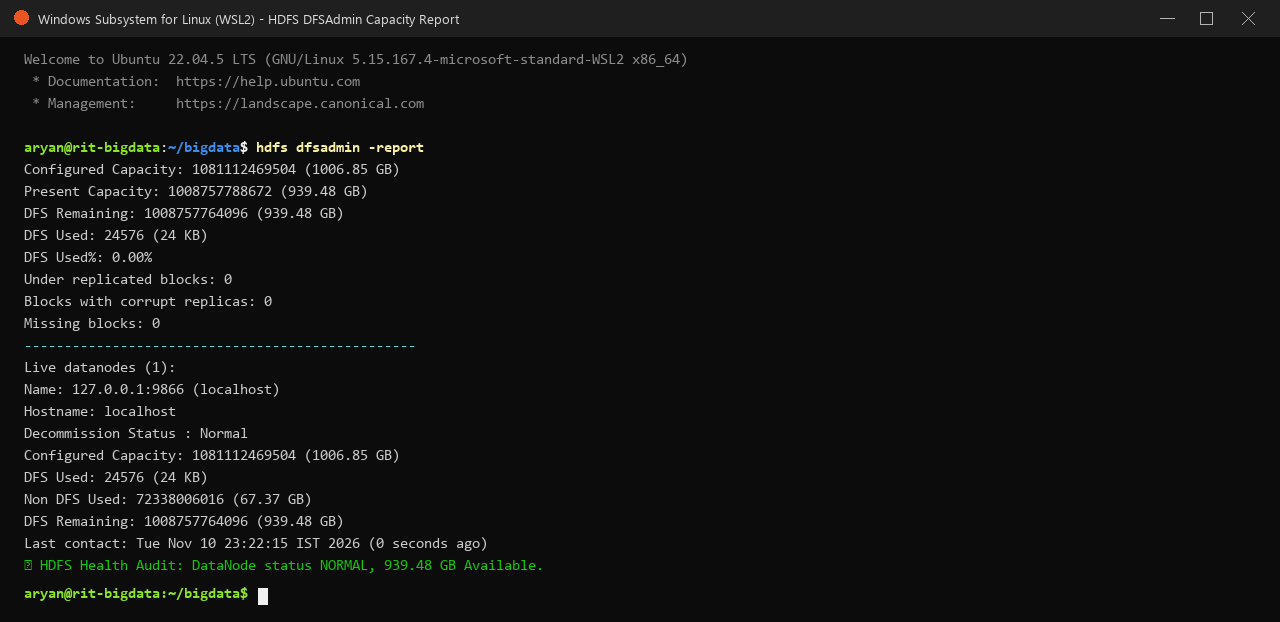 Windows Subsystem for Linux (WSL2) - HDFS DFSAdmin Capacity Report
Welcome to Ubuntu 22.04.5 LTS (GNU/Linux 5.15.167.4-microsoft-standard-WSL2 x86_64)
* Documentation:  https://help.ubuntu.com
* Management:     https://landscape.canonical.com
aryan@rit-bigdata:~/bigdata$ hdfs dfsadmin -report
Configured Capacity: 1081112469504 (1006.85 GB)
Present Capacity: 1008757788672 (939.48 GB)
DFS Remaining: 1008757764096 (939.48 GB)
DFS Used: 24576 (24 KB)
DFS Used%: 0.00%
Under replicated blocks: 0
Blocks with corrupt replicas: 0
Missing blocks: 0
-------------------------------------------------
Live datanodes (1):
Name: 127.0.0.1:9866 (localhost)
Hostname: localhost
Decommission Status : Normal
Configured Capacity: 1081112469504 (1006.85 GB)
DFS Used: 24576 (24 KB)
Non DFS Used: 72338006016 (67.37 GB)
DFS Remaining: 1008757764096 (939.48 GB)
Last contact: Tue Nov 10 23:22:15 IST 2026 (0 seconds ago)
HDFS Health Audit: DataNode status NORMAL, 939.48 GB Available.
aryan@rit-bigdata:~/bigdata$